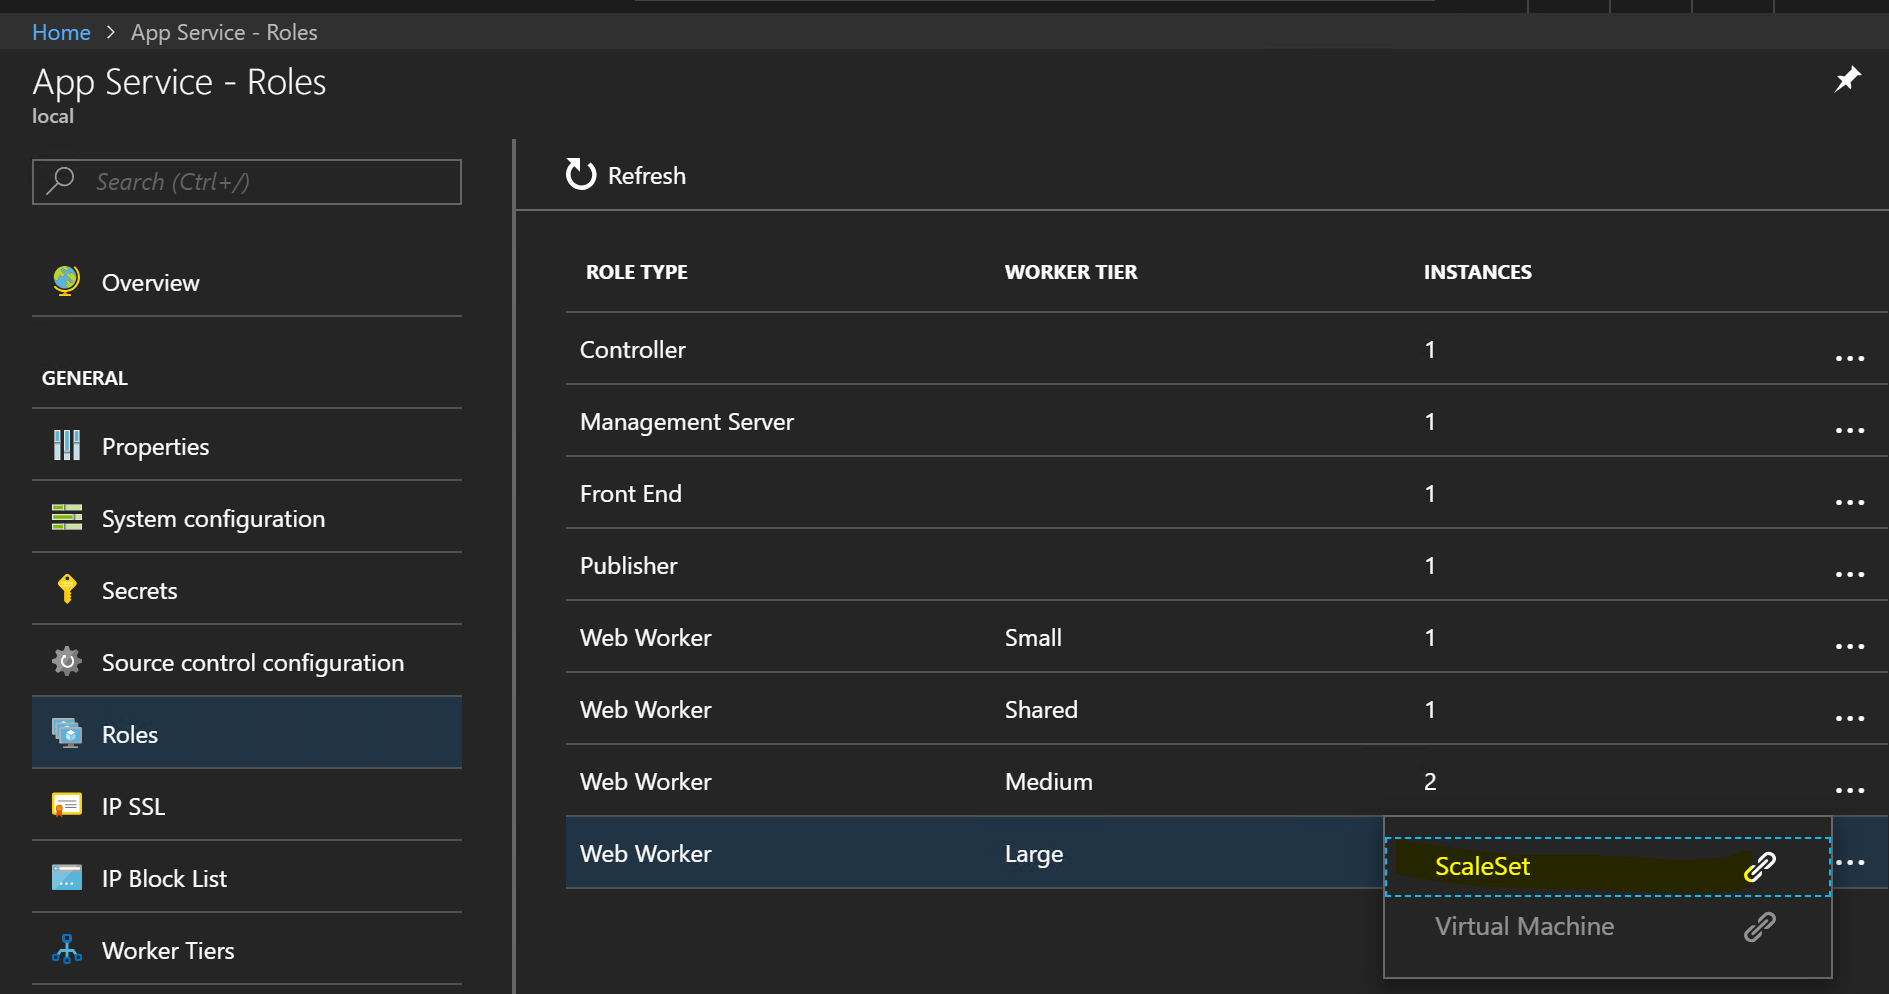 Home > App Service - Roles
App Service - Roles
local
Search (Ctrl+/)
Overview
GENERAL
Properties
System configuration
Secrets
Source control configuration
Roles
IP SSL
IP Block List
Worker Tiers
Refresh
ROLE TYPE WORKER TIER INSTANCES
Controller 1 ...
Management Server 1 ...
Front End 1 ...
Publisher 1 ...
Web Worker Small 1 ...
Web Worker Shared 1 ...
Web Worker Medium 2 ...
Web Worker Large ...
ScaleSet
Virtual Machine